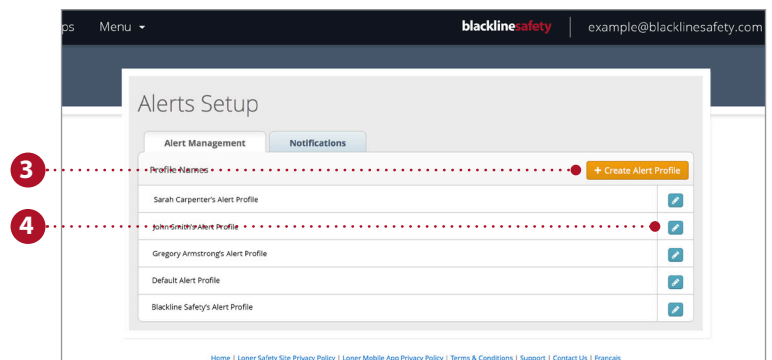 ps Menu blacklinesafety example@blacklinesafety.com
Alerts Setup
Alert Management Notifications
3 Profile Names + Create Alert Profile
Sarah Carpenter's Alert Profile
4 John Smith's Alert Profile
Gregory Armstrong's Alert Profile
Default Alert Profile
Blackline Safety's Alert Profile
Home | Loner Safety Site Privacy Policy | Loner Mobile App Privacy Policy | Terms & Conditions | Support | Contact Us | Francais